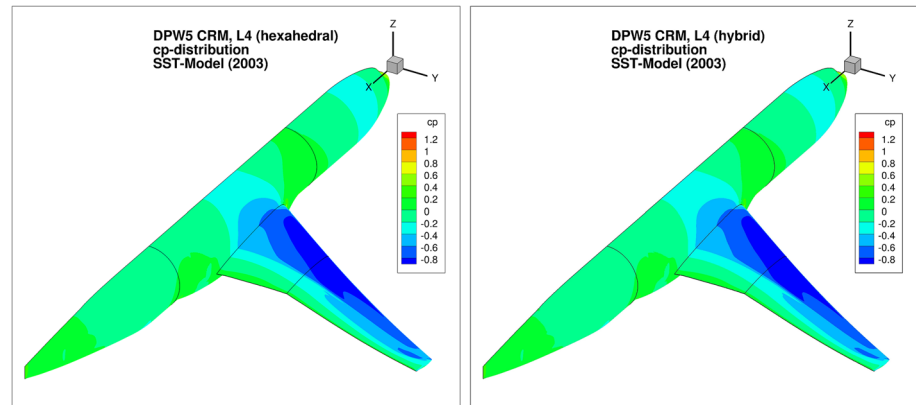 DPW5 CRM, L4 (hexahedral)
cp-distribution
SST-Model (2003)
Z
X
Y
cp
1.2
1
0.8
0.6
0.4
0.2
0
-0.2
-0.4
-0.6
-0.8
DPW5 CRM, L4 (hybrid)
cp-distribution
SST-Model (2003)
Z
X
Y
cp
1.2
1
0.8
0.6
0.4
0.2
0
-0.2
-0.4
-0.6
-0.8